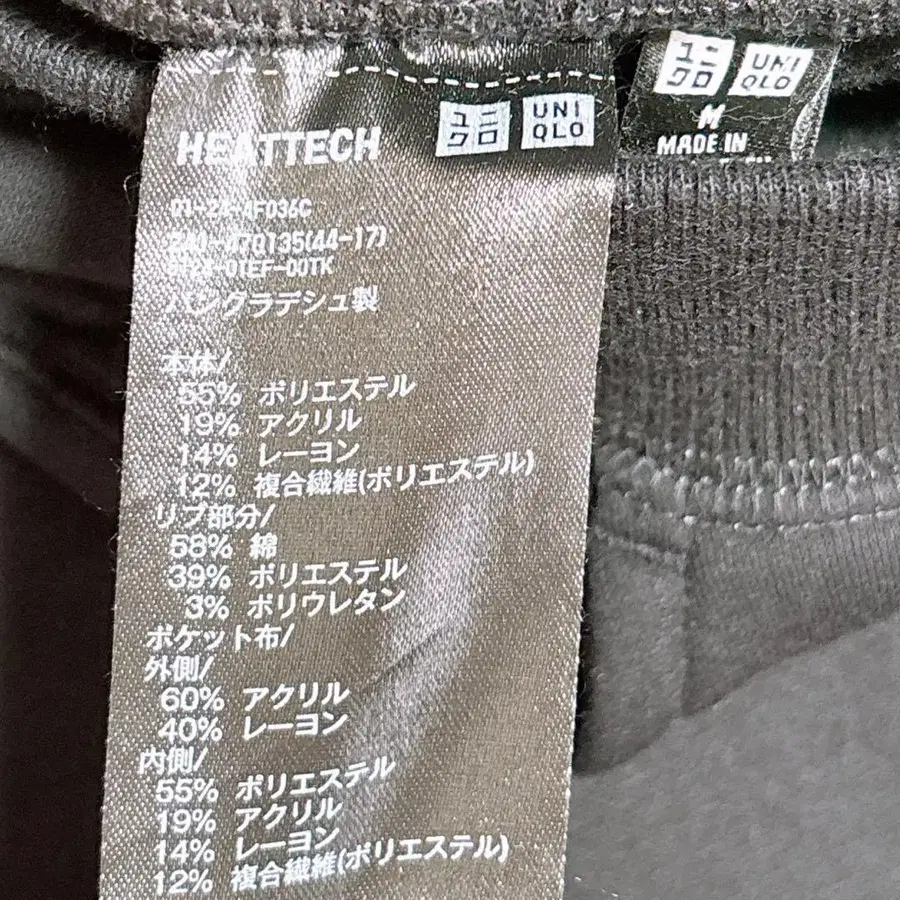 ユニクロ
UNIQLO
HEATTECH
241-470135(44-17)
バングラデシュ製
本体/
55% ポリエステル
19% アクリル
14% レーヨン
12% 複合繊維(ポリエステル)
リブ部分/
58% 綿
39% ポリエステル
3% ポリウレタン
ポケット布/
外側/
60% アクリル
40% レーヨン
内側/
55% ポリエステル
19% アクリル
14% レーヨン
12% 複合繊維(ポリエステル)
ユニクロ
UNIQLO
M
MADE IN